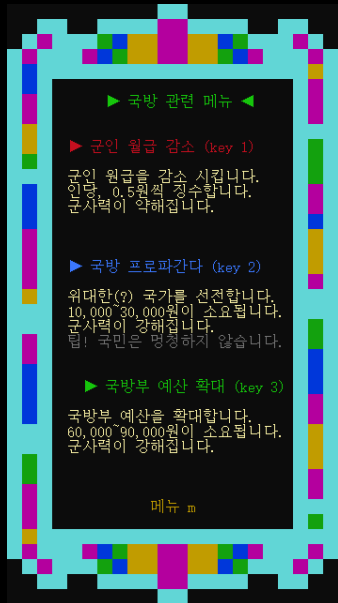 ▶ 국방 관련 메뉴 ◀
▶ 군인 월급 감소 (key 1)
군인 원급을 감소 시킵니다.
인당, 0.5원씩 징수합니다.
군사력이 약해집니다.
▶ 국방 프로파간다 (key 2)
위대한(?) 국가를 선전합니다.
10,000~30,000원이 소요됩니다.
군사력이 강해집니다.
팁! 국민은 멍청하지 않습니다.
▶ 국방부 예산 확대 (key 3)
국방부 예산을 확대합니다.
60,000~90,000원이 소요됩니다.
군사력이 강해집니다.
메뉴 m